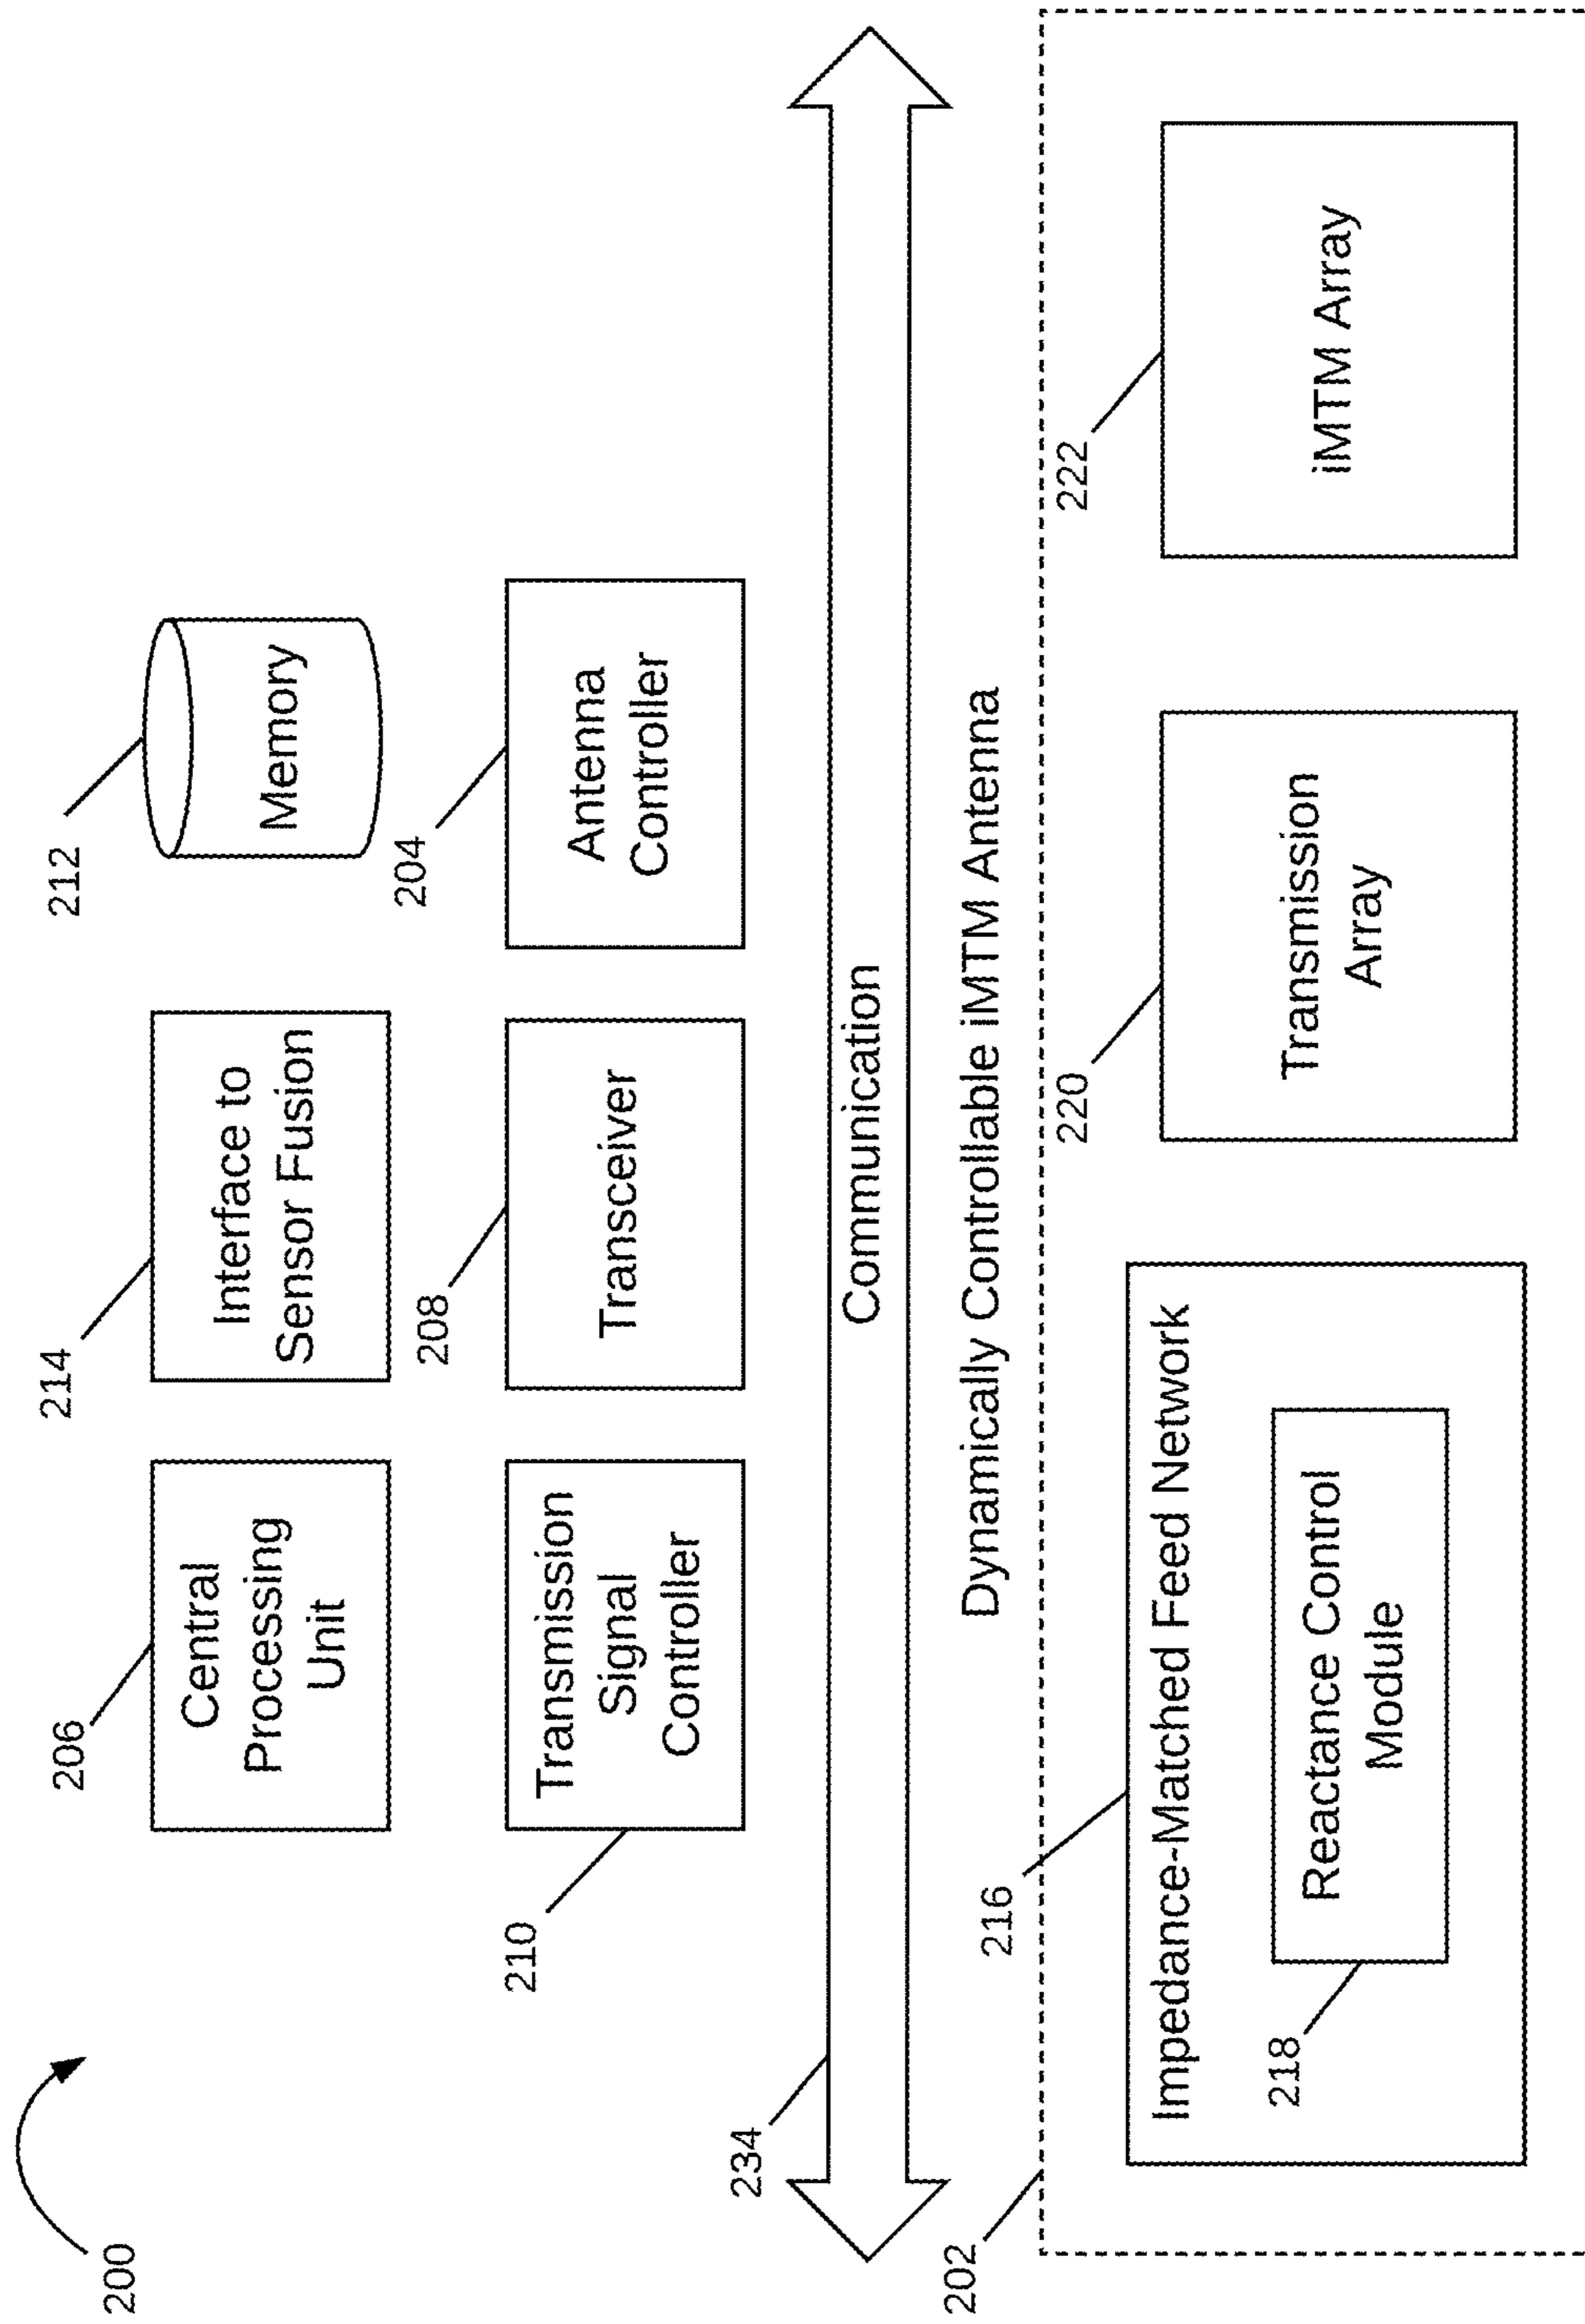 200
206
Central
Processing
Unit
214
Interface to
Sensor Fusion
212
Memory
210
Transmission
Signal
Controller
208
Transceiver
204
Antenna
Controller
234
Communication
202
Dynamically Controllable iMTM Antenna
216
Impedance-Matched Feed Network
218
Reactance Control
Module
220
Transmission
Array
222
iMTM Array